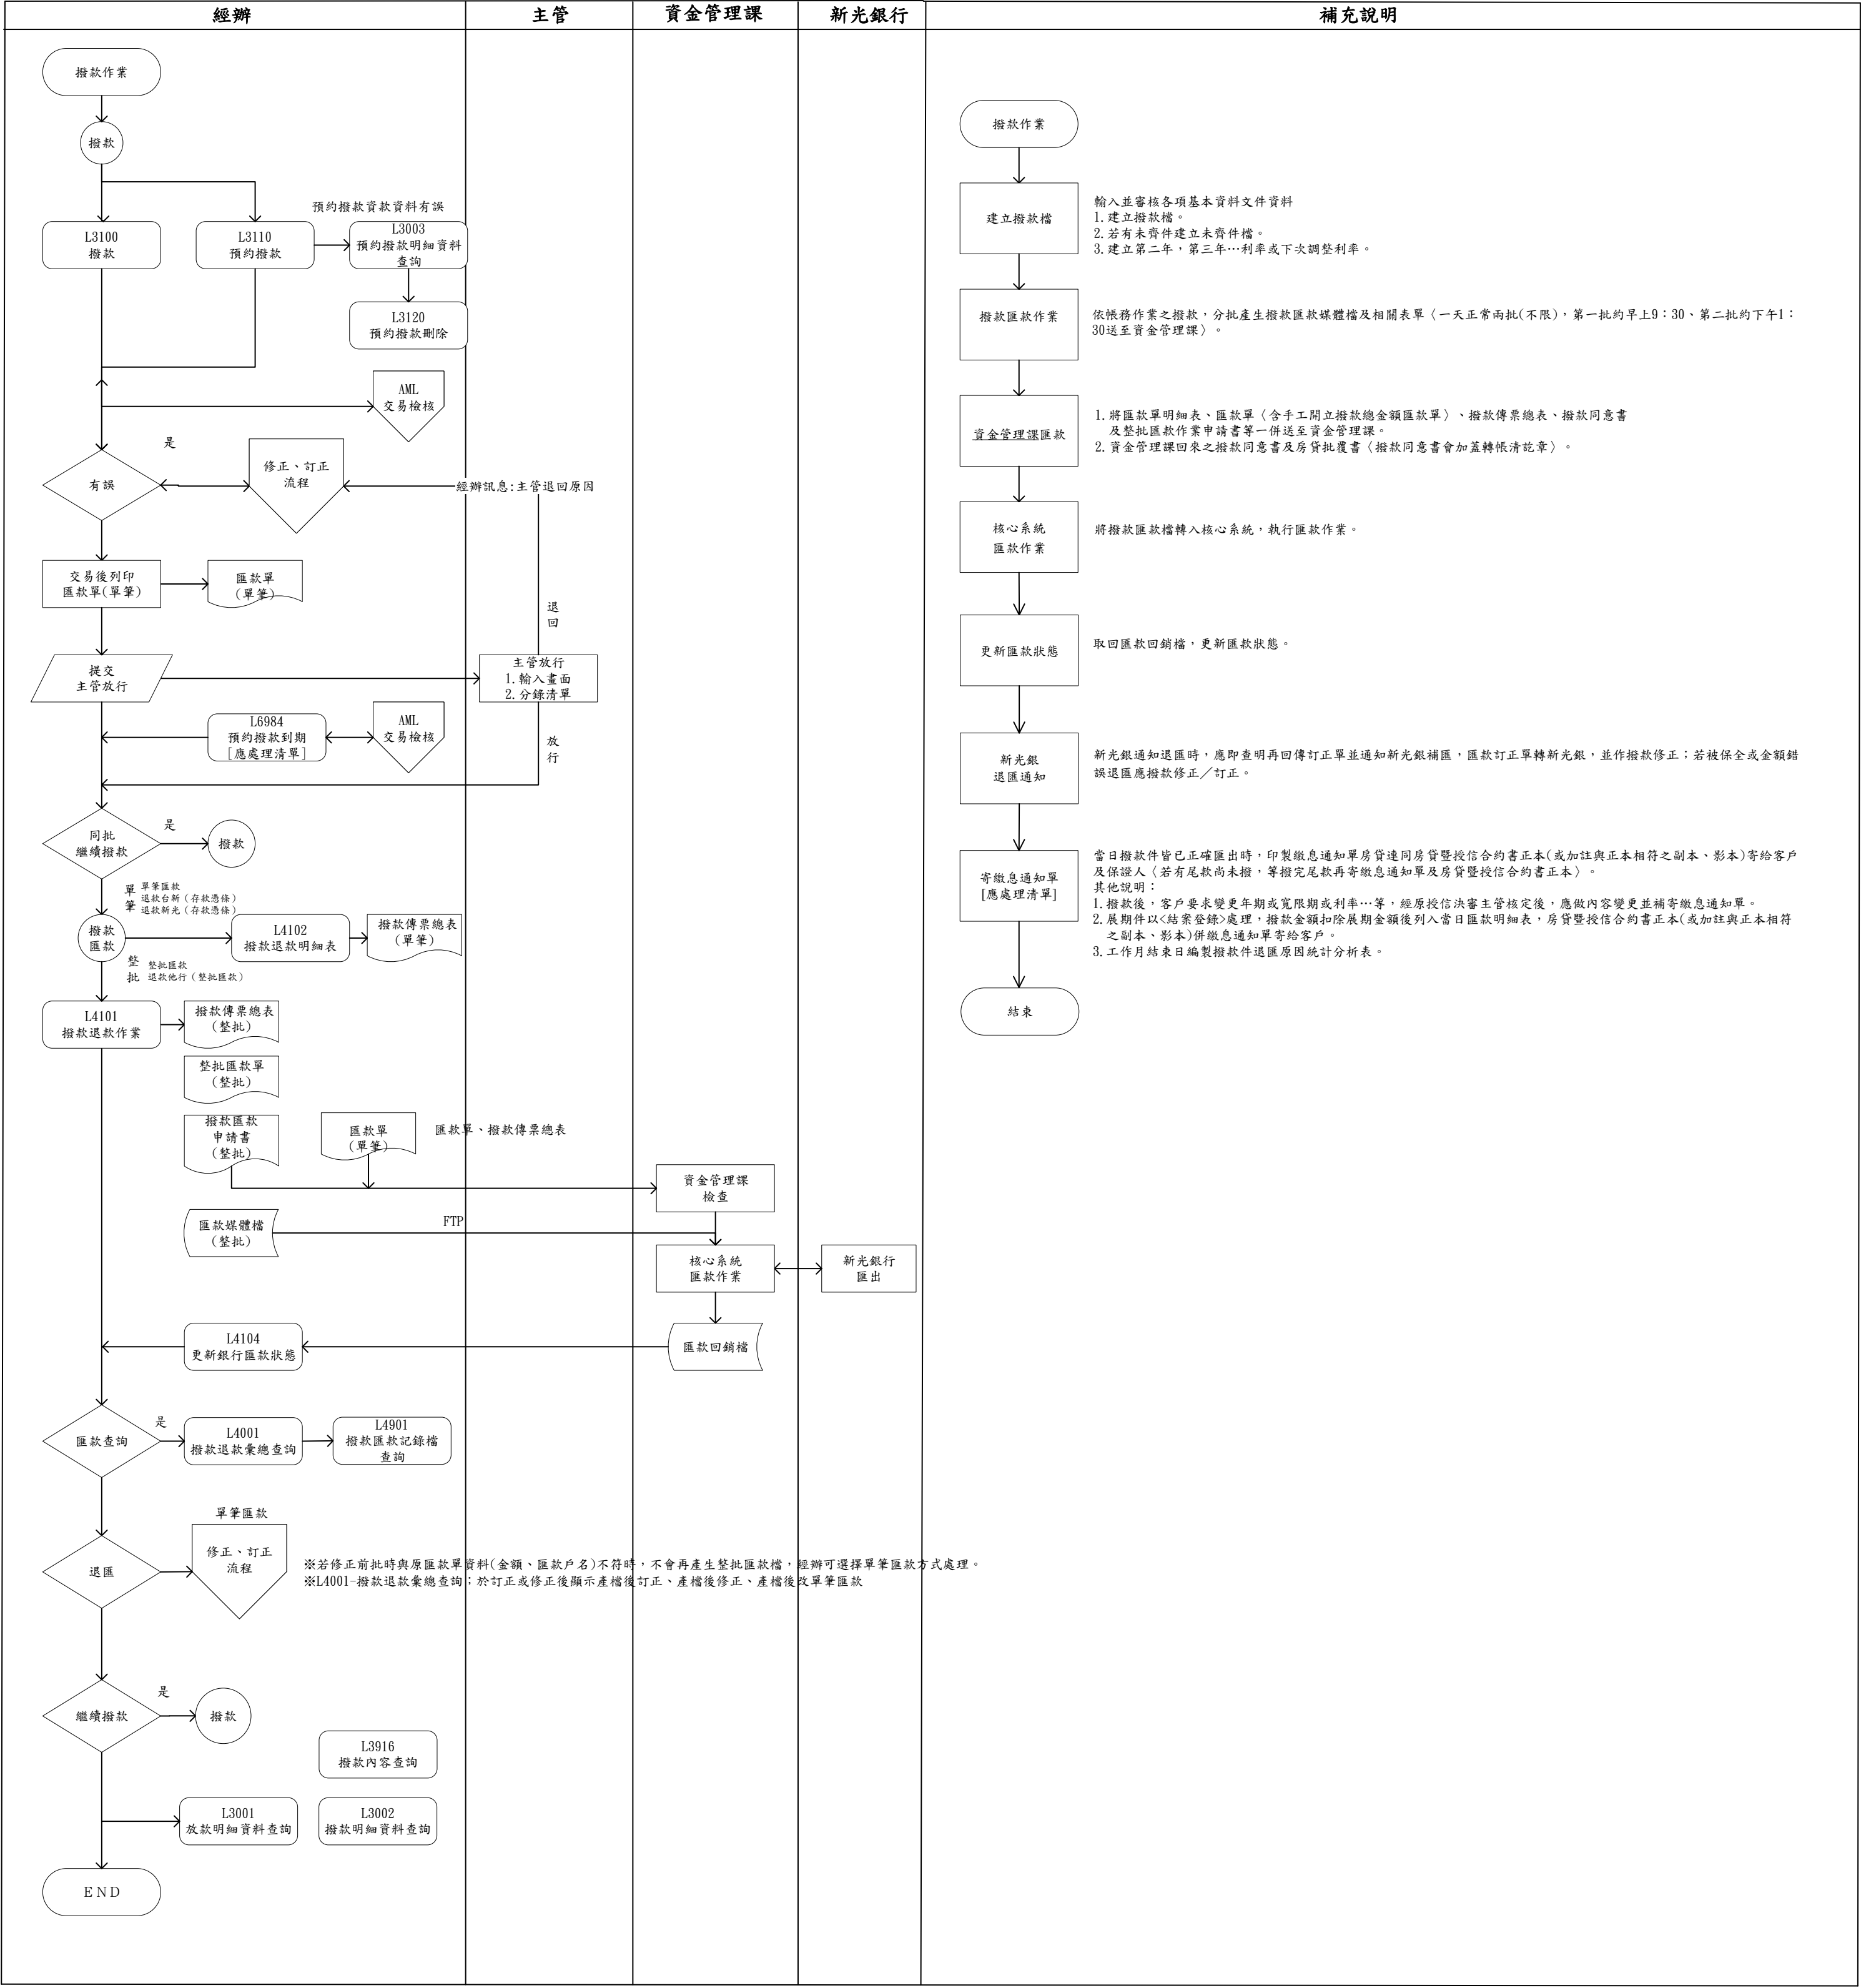 經辦
主管
資金管理課
新光銀行
補充說明
撥款作業
撥款
預約撥款資款資料有誤
L3100
撥款
L3110
預約撥款
L3003
預約撥款明細資料
查詢
L3120
預約撥款刪除
AML
交易檢核
是
有誤
修正、訂正
流程
經辦訊息:主管退回原因
交易後列印
匯款單(單筆)
匯款單
(單筆)
退
回
提交
主管放行
主管放行
1.輸入畫面
2.分錄清單
L6984
預約撥款到期
[應處理清單]
AML
交易檢核
放
行
同批
繼續撥款
是
撥款
單
筆
單筆匯款
退款台新（存款憑條）
退款新光（存款憑條）
撥款
匯款
L4102
撥款退款明細表
撥款傳票總表
(單筆)
整
批
整批匯款
退款他行（整批匯款）
L4101
撥款退款作業
撥款傳票總表
(整批)
整批匯款單
(整批)
撥款匯款
申請書
(整批)
匯款單
(單筆)
匯款單、撥款傳票總表
資金管理課
檢查
匯款媒體檔
(整批)
FTP
核心系統
匯款作業
新光銀行
匯出
L4104
更新銀行匯款狀態
匯款回銷檔
匯款查詢
是
L4001
撥款退款彙總查詢
L4901
撥款匯款記錄檔
查詢
單筆匯款
退匯
修正、訂正
流程
※若修正前批時與原匯款單資料(金額、匯款戶名)不符時，不會再產生整批匯款檔，經辦可選擇單筆匯款方式處理。
※L4001-撥款退款彙總查詢；於訂正或修正後顯示產檔後訂正、產檔後修正、產檔後改單筆匯款
繼續撥款
是
撥款
L3916
撥款內容查詢
L3001
放款明細資料查詢
L3002
撥款明細資料查詢
ＥＮＤ
撥款作業
建立撥款檔
輸入並審核各項基本資料文件資料
1.建立撥款檔。
2.若有未齊件建立未齊件檔。
3.建立第二年，第三年…利率或下次調整利率。
撥款匯款作業
依帳務作業之撥款，分批產生撥款匯款媒體檔及相關表單〈一天正常兩批(不限)，第一批約早上9：30、第二批約下午1：
30送至資金管理課〉。
資金管理課匯款
1.將匯款單明細表、匯款單〈含手工開立撥款總金額匯款單〉、撥款傳票總表、撥款同意書
及整批匯款作業申請書等一併送至資金管理課。
2.資金管理課回來之撥款同意書及房貸批覆書〈撥款同意書會加蓋轉帳清訖章〉。
核心系統
匯款作業
將撥款匯款檔轉入核心系統，執行匯款作業。
更新匯款狀態
取回匯款回銷檔，更新匯款狀態。
新光銀
退匯通知
新光銀通知退匯時，應即查明再回傳訂正單並通知新光銀補匯，匯款訂正單轉新光銀，並作撥款修正；若被保全或金額錯
誤退匯應撥款修正／訂正。
寄繳息通知單
[應處理清單]
當日撥款件皆已正確匯出時，印製繳息通知單房貸連同房貸暨授信合約書正本(或加註與正本相符之副本、影本)寄給客戶
及保證人〈若有尾款尚未撥，等撥完尾款再寄繳息通知單及房貸暨授信合約書正本〉。
其他說明：
1.撥款後，客戶要求變更年期或寬限期或利率…等，經原授信決審主管核定後，應做內容變更並補寄繳息通知單。
2.展期件以<結案登錄>處理，撥款金額扣除展期金額後列入當日匯款明細表，房貸暨授信合約書正本(或加註與正本相符
之副本、影本)併繳息通知單寄給客戶。
3.工作月結束日編製撥款件退匯原因統計分析表。
結束